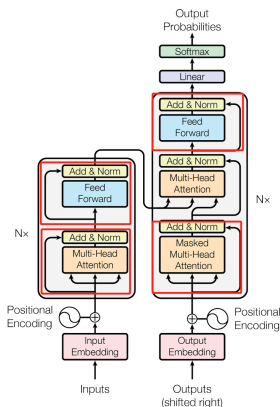 Output
Probabilities
Softmax
Linear
Add & Norm
Feed
Forward
Add & Norm
Multi-Head
Attention
Add & Norm
Masked
Multi-Head
Attention
N×
Add & Norm
Feed
Forward
N×
Add & Norm
Multi-Head
Attention
Positional
Encoding
Positional
Encoding
Input
Embedding
Output
Embedding
Inputs
Outputs
(shifted right)